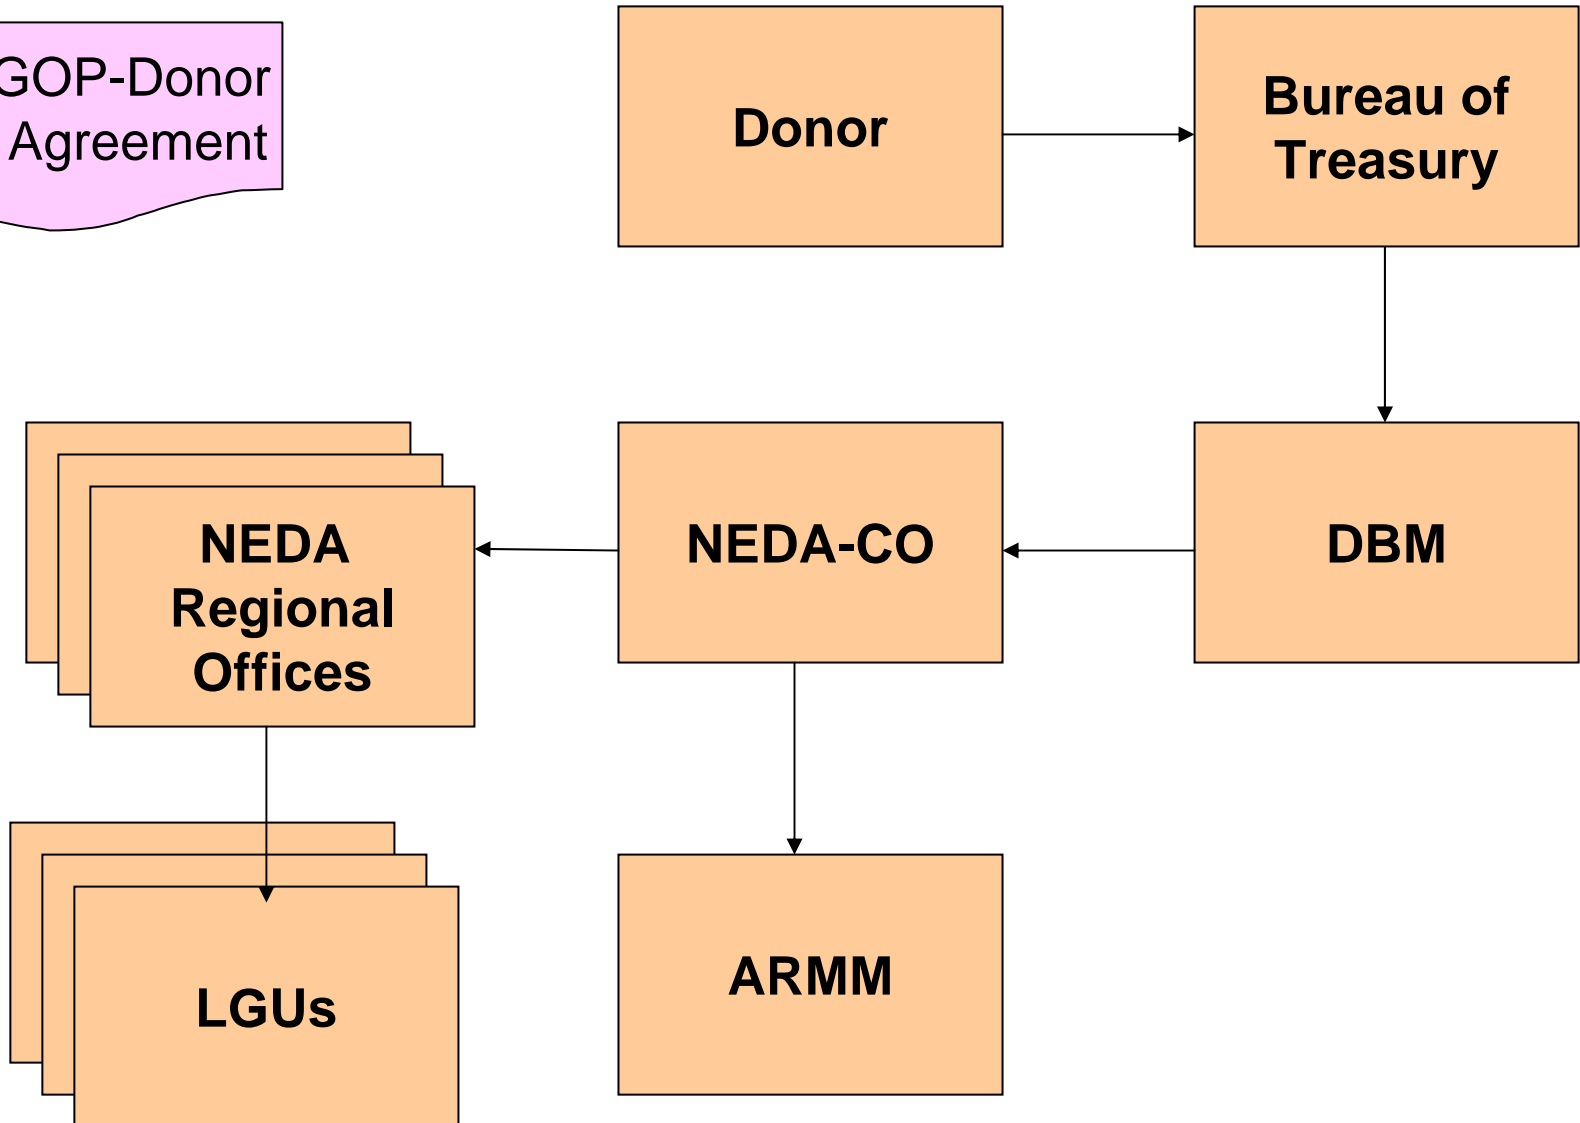 GOP-Donor
Agreement
Donor
Bureau of
Treasury
NEDA
Regional
Offices
NEDA-CO
DBM
LGUs
ARMM